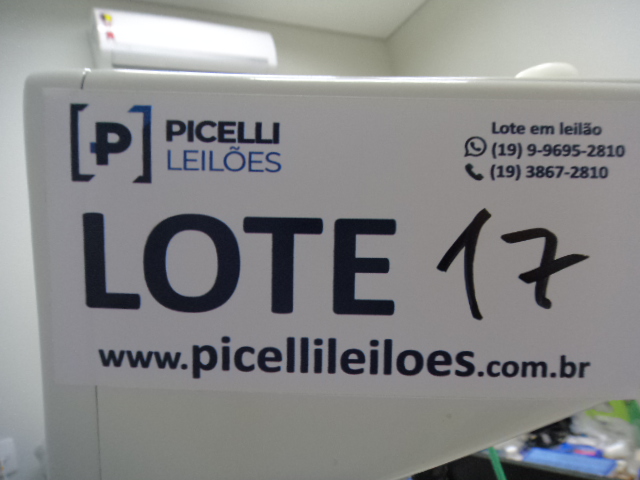 [P] PICELLI
LEILÕES
Lote em leilão
(19) 9-9695-2810
(19) 3867-2810
LOTE 17
www.picellileiloes.com.br